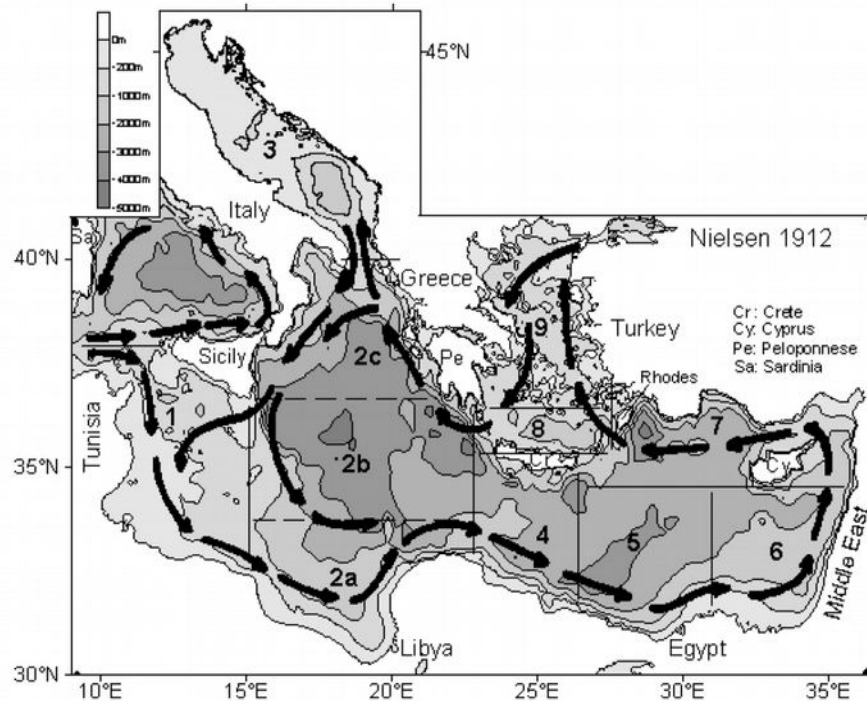 0m
-200m
-1000m
-2000m
-3000m
-4000m
-5000m
45°N
3
Italy
Sa
Nielsen 1912
40°N
Greece
Cr: Crete
Cy: Cyprus
Pe: Peloponnese
Sa: Sardinia
9
Turkey
Sicily
2c
Pe
Rhodes
Tunisia
1
8
7
35°N
2b
Cr
Cy
4
5
6
2a
Middle East
Libya
Egypt
30°N
10°E
15°E
20°E
25°E
30°E
35°E